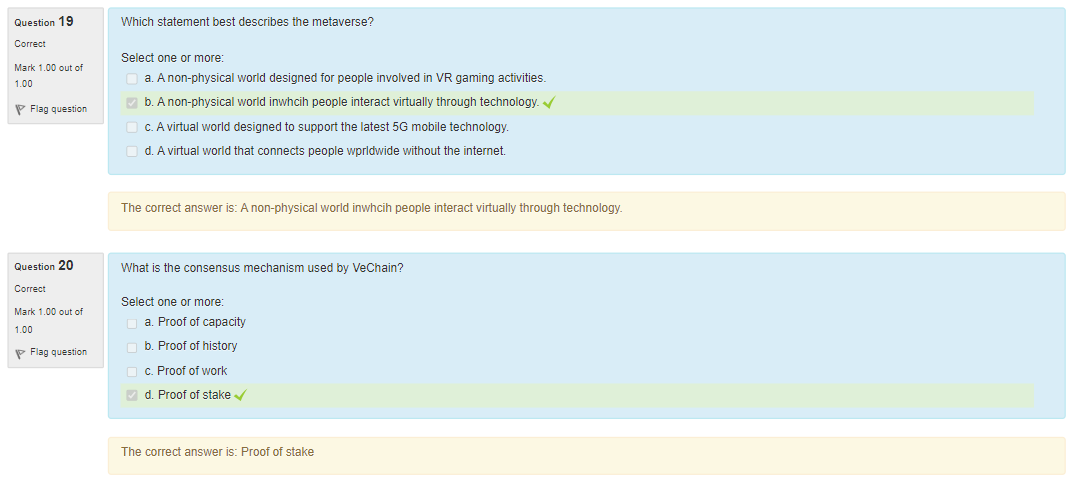 Question 19
Correct
Mark 1.00 out of
1.00
Flag question
Which statement best describes the metaverse?
Select one or more:
a. A non-physical world designed for people involved in VR gaming activities.
b. A non-physical world inwhcih people interact virtually through technology.
c. A virtual world designed to support the latest 5G mobile technology.
d. A virtual world that connects people wprldwide without the internet.
The correct answer is: A non-physical world inwhcih people interact virtually through technology.
Question 20
Correct
Mark 1.00 out of
1.00
Flag question
What is the consensus mechanism used by VeChain?
Select one or more:
a. Proof of capacity
b. Proof of history
c. Proof of work
d. Proof of stake
The correct answer is: Proof of stake